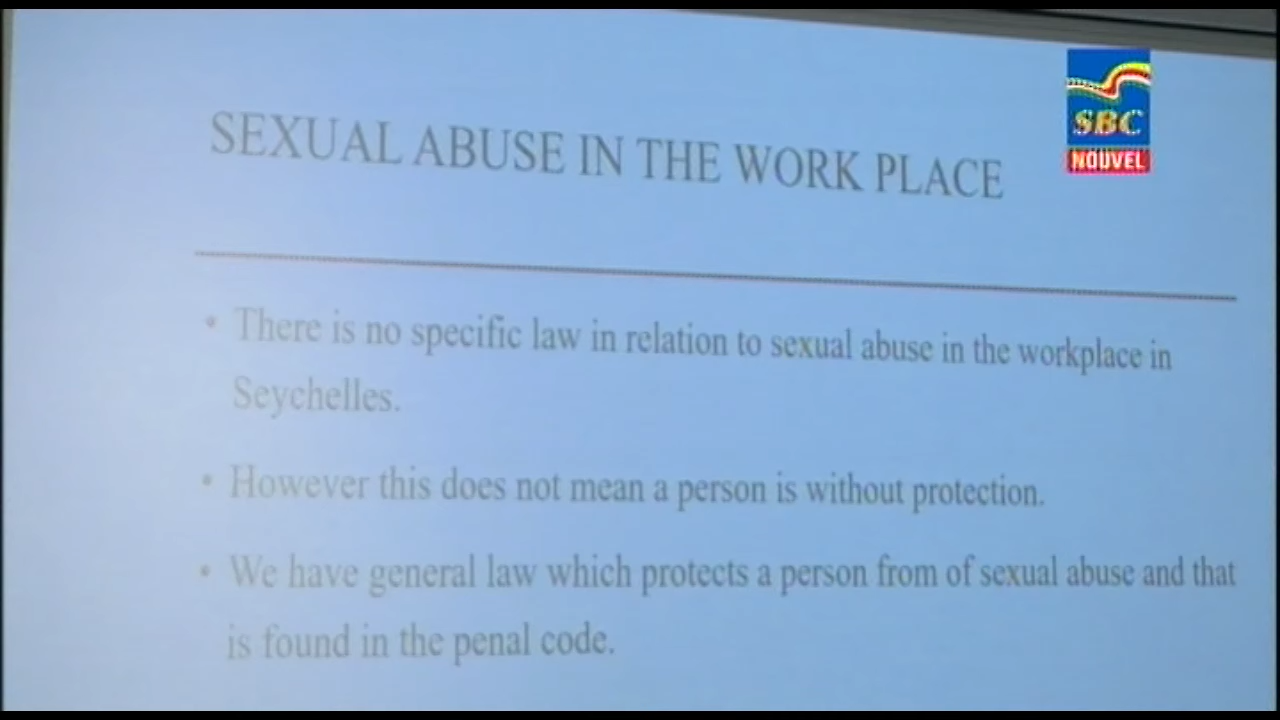 SEXUAL ABUSE IN THE WORK PLACE
SBC
NOUVEL
• There is no specific law in relation to sexual abuse in the workplace in
Seychelles.
• However this does not mean a person is without protection.
• We have general law which protects a person from of sexual abuse and that
is found in the penal code.